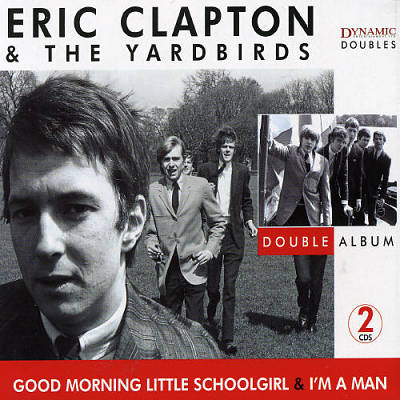 ERIC CLAPTON
& THE YARDBIRDS
DYNAMIC
DOUBLES
DOUBLE ALBUM
2
CDS
GOOD MORNING LITTLE SCHOOLGIRL & I'M A MAN